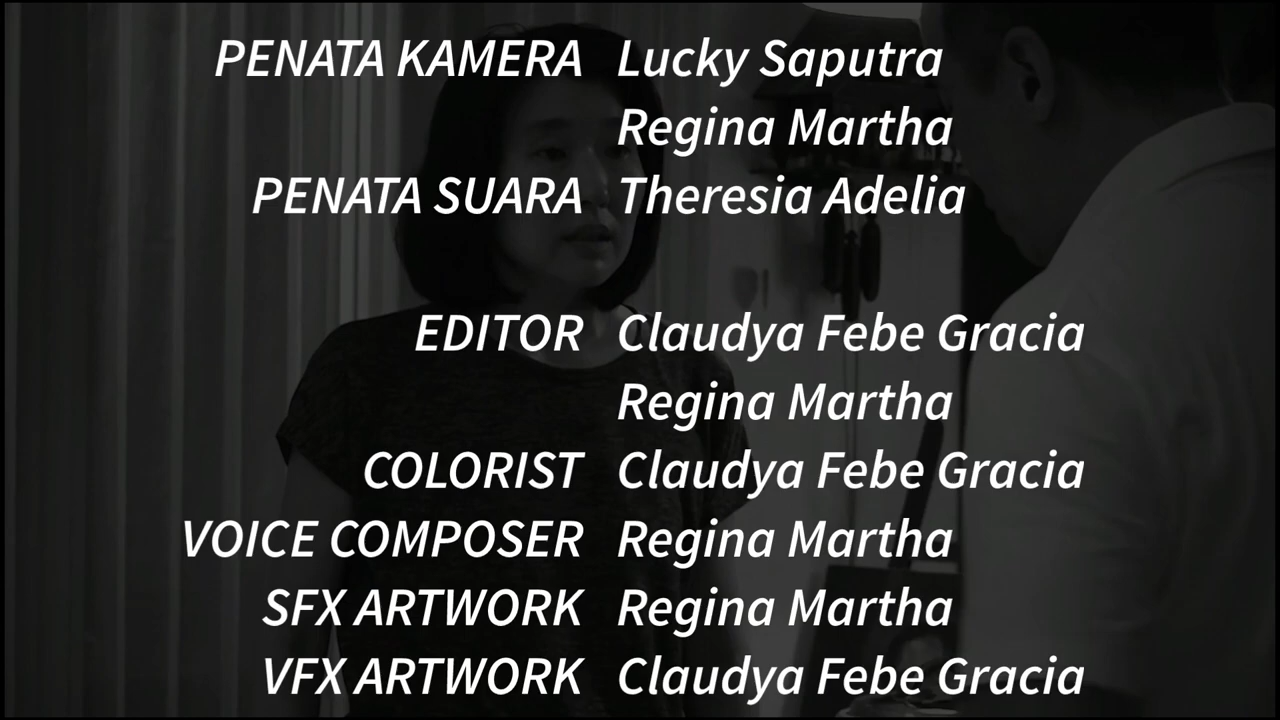 PENATA KAMERA Lucky Saputra
Regina Martha
PENATA SUARA Theresia Adelia
EDITOR Claudya Febe Gracia
Regina Martha
COLORIST Claudya Febe Gracia
VOICE COMPOSER Regina Martha
SFX ARTWORK Regina Martha
VFX ARTWORK Claudya Febe Gracia